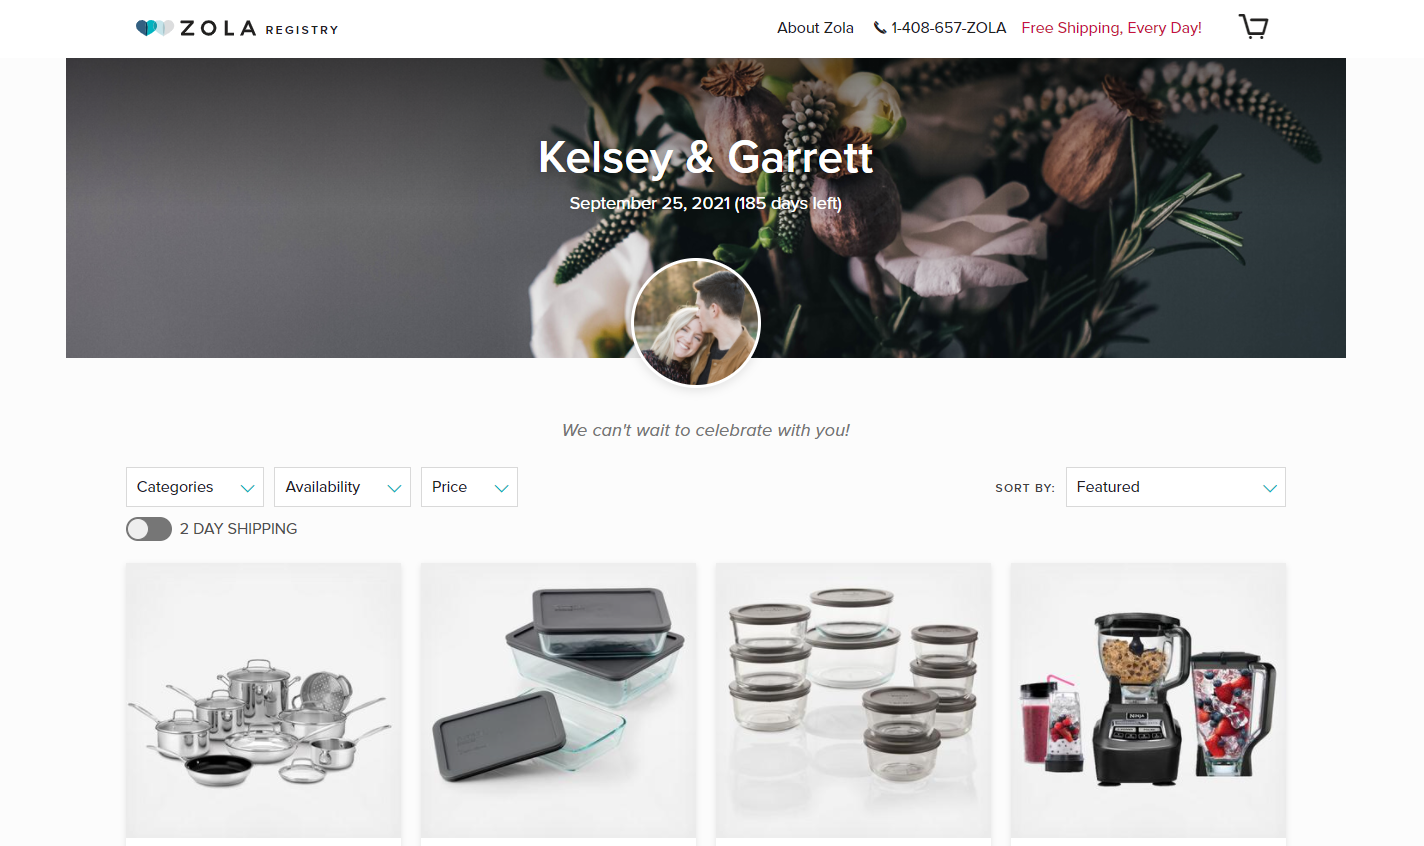 ZOLA REGISTRY
About Zola
1-408-657-ZOLA
Free Shipping, Every Day!
Kelsey & Garrett
September 25, 2021 (185 days left)
We can't wait to celebrate with you!
Categories
Availability
Price
SORT BY:
Featured
2 DAY SHIPPING
NINJA